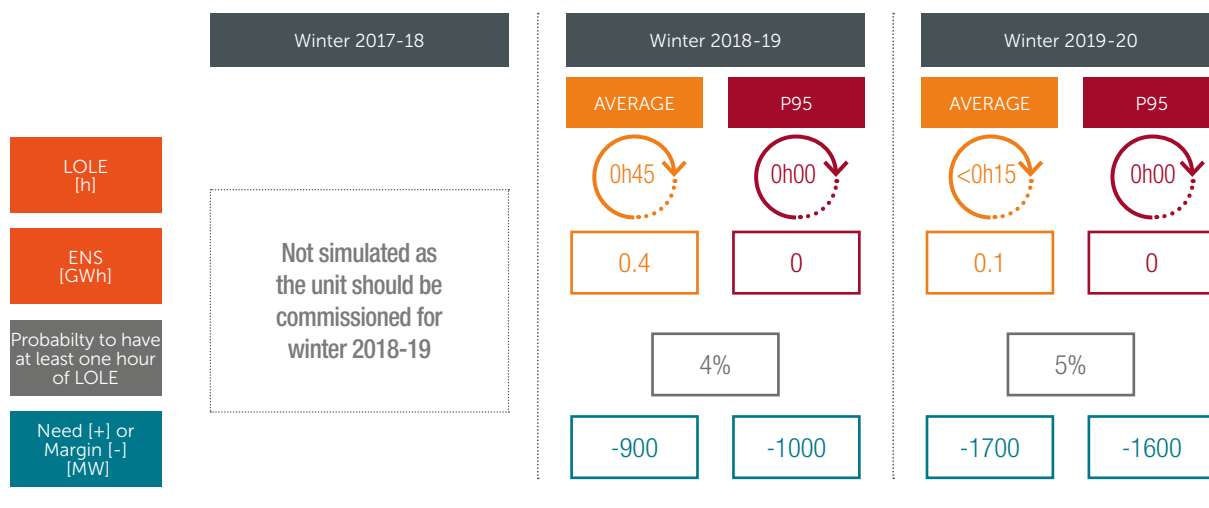 Winter 2017-18
Winter 2018-19
Winter 2019-20
AVERAGE
P95
AVERAGE
P95
LOLE
[h]
0h45
0h00
<0h15
0h00
Not simulated as
the unit should be
commissioned for
winter 2018-19
ENS
[GWh]
0.4
0
0.1
0
Probabilty to have
at least one hour
of LOLE
4%
5%
Need [+] or
Margin [-]
[MW]
-900
-1000
-1700
-1600